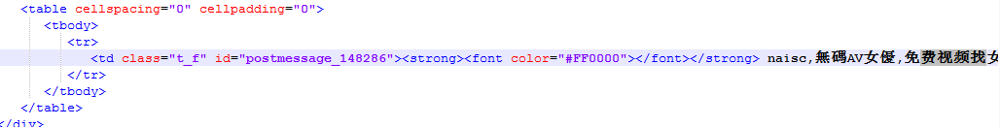 <table cellspacing="0" cellpadding="0">
<tbody>
<tr>
<td class="t_f" id="postmessage_148286"><strong><font color="#FF0000"></font></strong> naisc,無碼AV女優,免费视频找女
</tr>
</tbody>
</table>
</div>